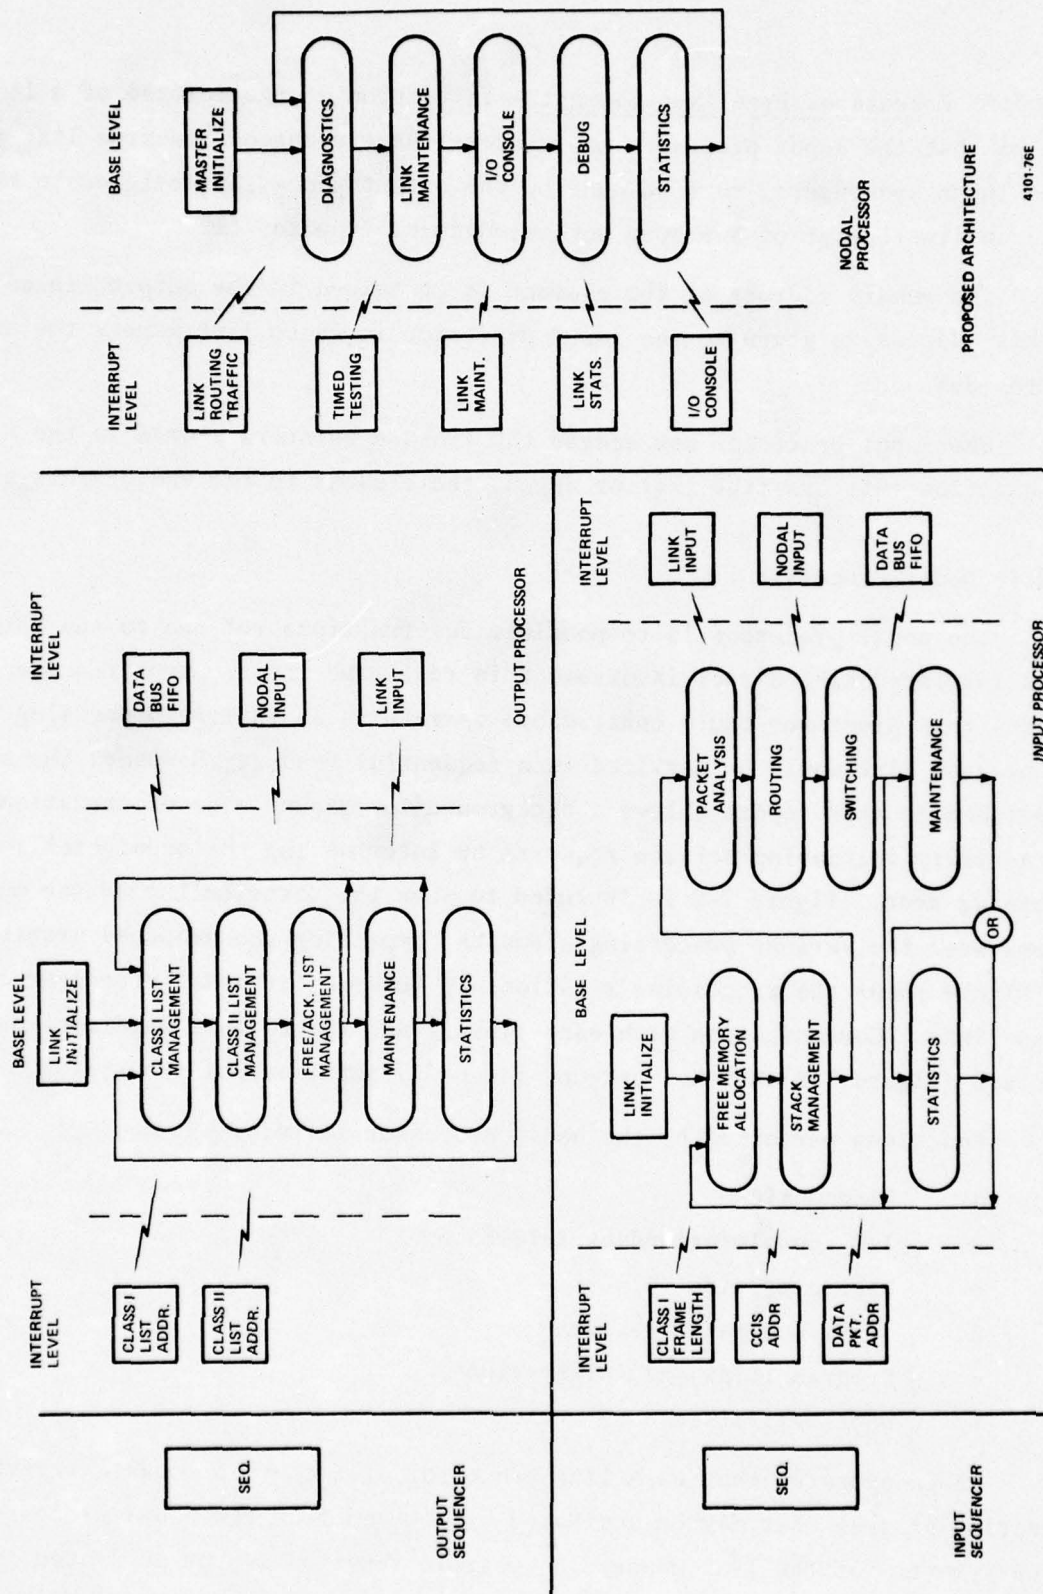 SEQ.
OUTPUT
SEQUENCER
INTERRUPT
LEVEL
CLASS I
LIST
ADDR.
CLASS II
LIST
ADDR.
BASE LEVEL
LINK
INITIALIZE
CLASS I LIST
MANAGEMENT
CLASS II LIST
MANAGEMENT
FREE/ACK. LIST
MANAGEMENT
MAINTENANCE
STATISTICS
INTERRUPT
LEVEL
DATA
BUS
FIFO
NODAL
INPUT
LINK
INPUT
OUTPUT PROCESSOR
SEQ.
INPUT
SEQUENCER
INTERRUPT
LEVEL
CLASS I
FRAME
LENGTH
CCIS
ADDR
DATA
PKT.
ADDR
BASE LEVEL
LINK
INITIALIZE
FREE MEMORY
ALLOCATION
STACK
MANAGEMENT
STATISTICS
OR
PACKET
ANALYSIS
ROUTING
SWITCHING
MAINTENANCE
INTERRUPT
LEVEL
LINK
INPUT
NODAL
INPUT
DATA
BUS
FIFO
INPUT PROCESSOR
INTERRUPT
LEVEL
LINK
ROUTING
TRAFFIC
TIMED
TESTING
LINK
MAINT.
LINK
STATS.
I/O
CONSOLE
BASE LEVEL
MASTER
INITIALIZE
DIAGNOSTICS
LINK
MAINTENANCE
I/O
CONSOLE
DEBUG
STATISTICS
NODAL
PROCESSOR
PROPOSED ARCHITECTURE
4101-76E